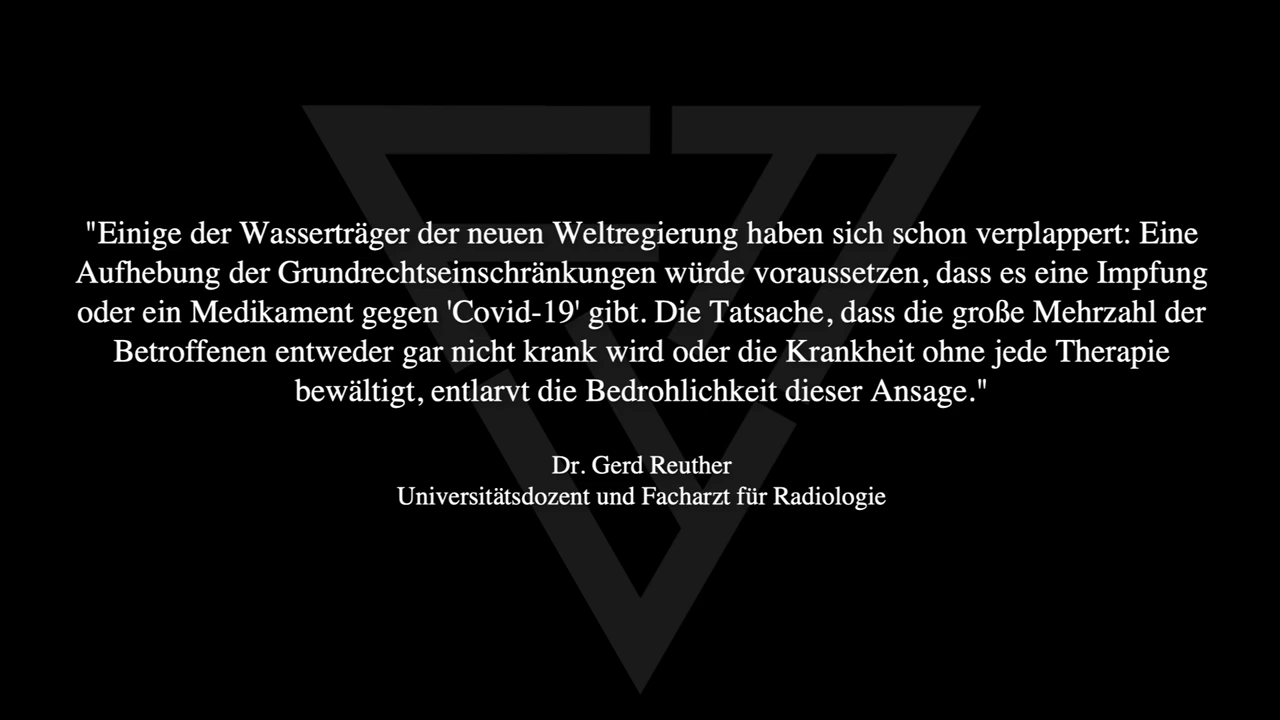 "Einige der Wasserträger der neuen Weltregierung haben sich schon verplappert: Eine
Aufhebung der Grundrechtseinschränkungen würde voraussetzen, dass es eine Impfung
oder ein Medikament gegen 'Covid-19' gibt. Die Tatsache, dass die große Mehrzahl der
Betroffenen entweder gar nicht krank wird oder die Krankheit ohne jede Therapie
bewältigt, entlarvt die Bedrohlichkeit dieser Ansage."
Dr. Gerd Reuther
Universitätsdozent und Facharzt für Radiologie